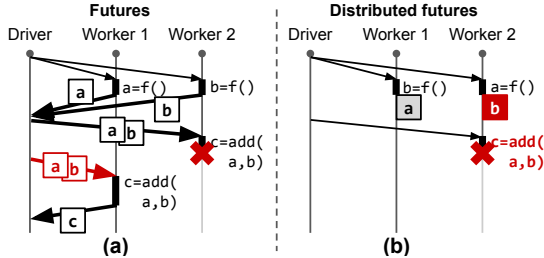 Futures
Distributed futures
Driver Worker 1 Worker 2
Driver Worker 1 Worker 2
a a=f() b=f()
b
a b
c=add(
a,b)
a b
c=add(
a,b)
c
b=f() a=f()
a b
c=add(
a,b)
(a)
(b)